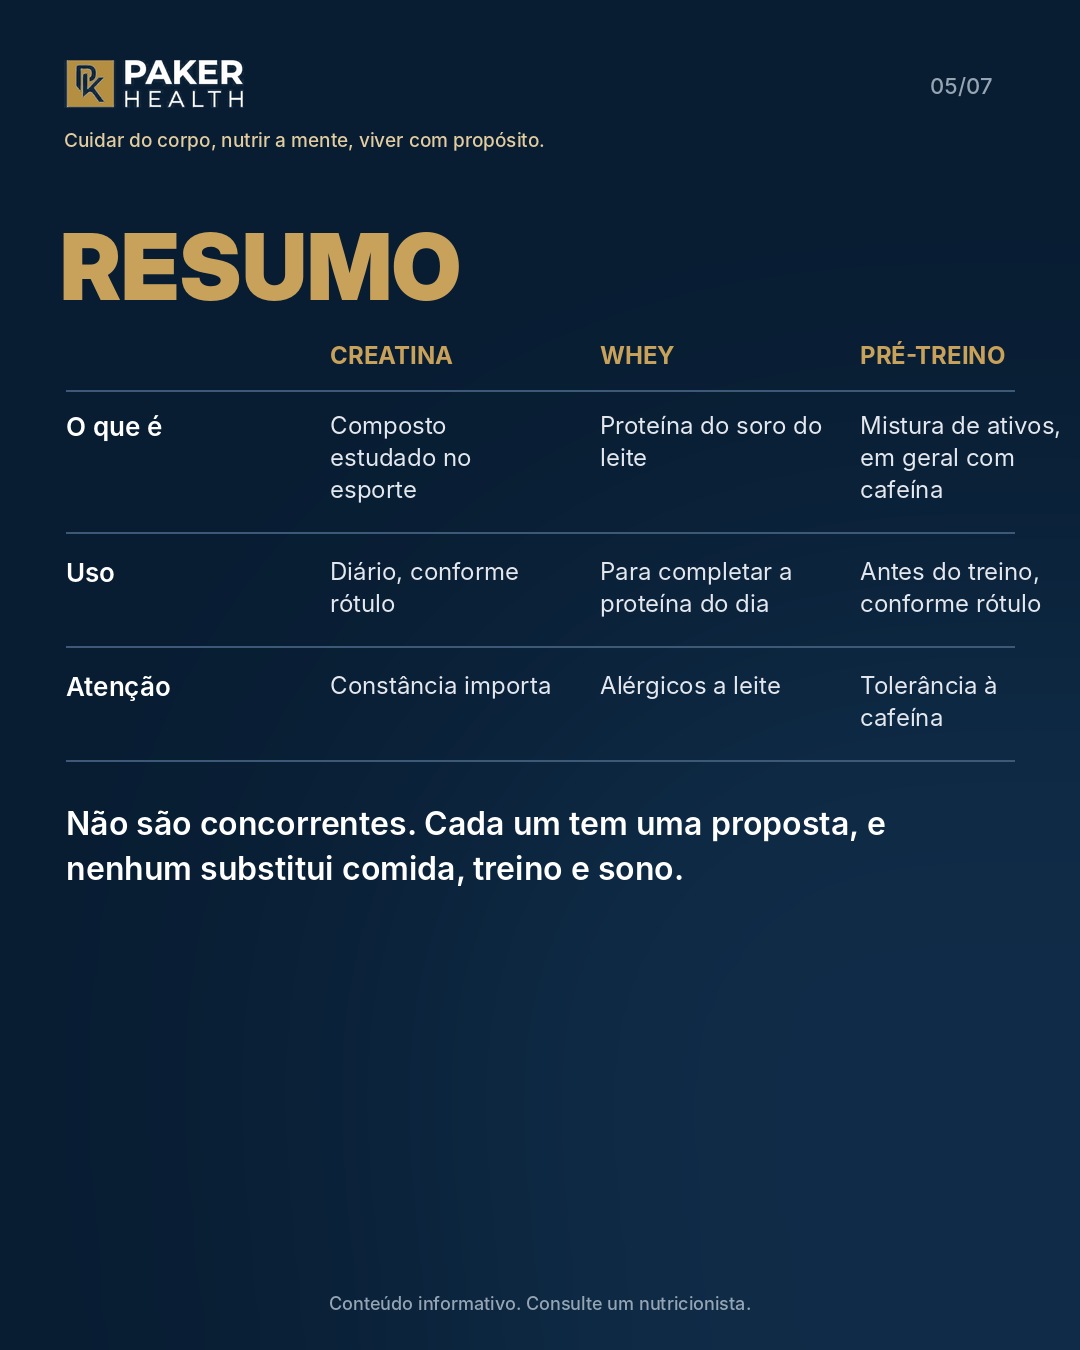 PAKER
HEALTH
05/07
Cuidar do corpo, nutrir a mente, viver com propósito.
RESUMO
CREATINA WHEY PRÉ-TREINO
O que é Composto Proteína do soro do Mistura de ativos,
estudado no leite em geral com
esporte cafeína
Uso Diário, conforme Para completar a Antes do treino,
rótulo proteína do dia conforme rótulo
Atenção Constância importa Alérgicos a leite Tolerância à
cafeína
Não são concorrentes. Cada um tem uma proposta, e
nenhum substitui comida, treino e sono.
Conteúdo informativo. Consulte um nutricionista.